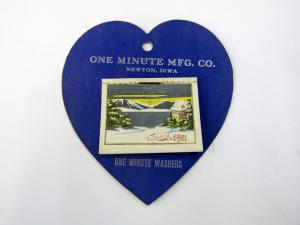 ONE MINUTE MFG. CO.
NEWTON, IOWA
ONE MINUTE WASHERS